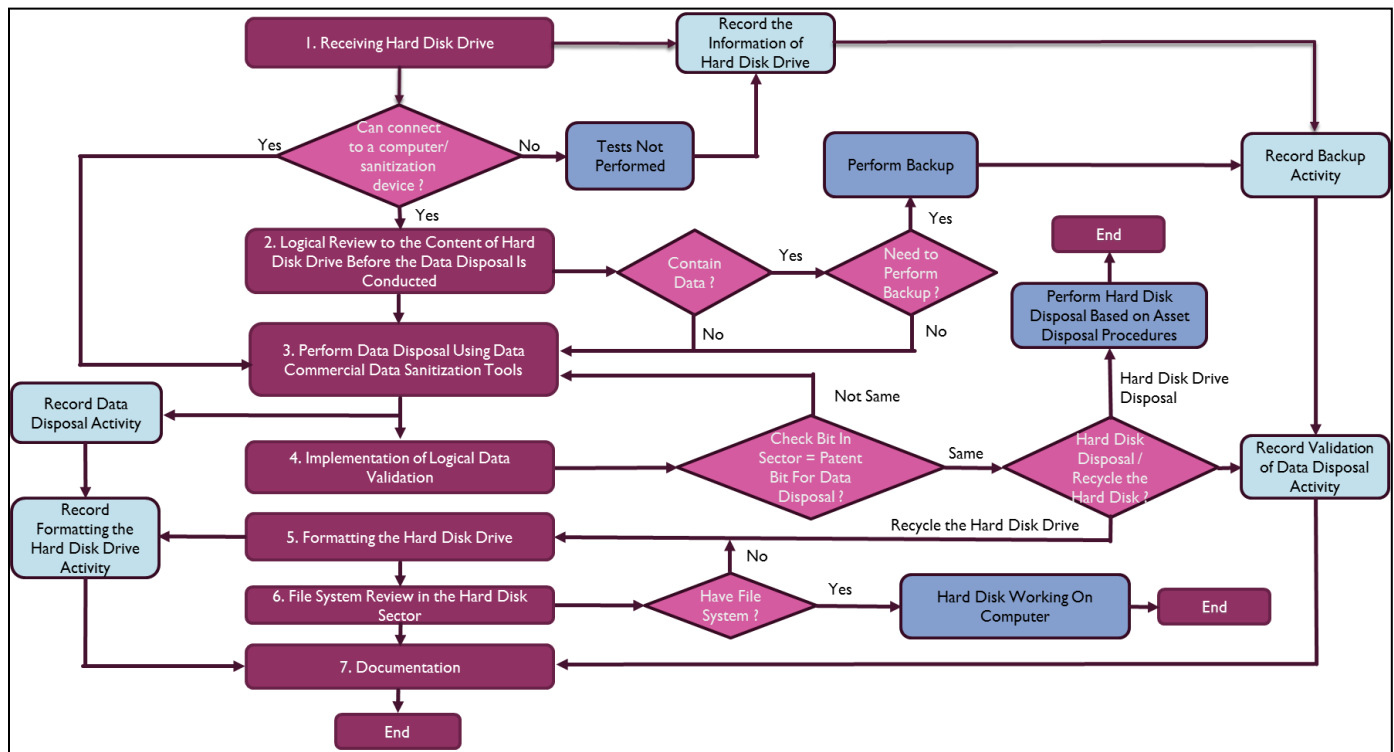 1. Receiving Hard Disk Drive
Record the
Information of
Hard Disk Drive
Can connect
to a computer/
sanitization
device ?
Yes
No
Tests Not
Performed
Perform Backup
Record Backup
Activity
Yes
Yes
2. Logical Review to the Content of Hard
Disk Drive Before the Data Disposal Is
Conducted
Contain
Data ?
Yes
Need to
Perform
Backup ?
End
Perform Hard Disk
Disposal Based on Asset
Disposal Procedures
No
No
3. Perform Data Disposal Using Data
Commercial Data Sanitization Tools
Hard Disk Drive
Disposal
Not Same
Record Data
Disposal Activity
4. Implementation of Logical Data
Validation
Check Bit In
Sector = Patent
Bit For Data
Disposal ?
Same
Hard Disk
Disposal /
Recycle the
Hard Disk ?
Record Validation
of Data Disposal
Activity
Record
Formatting the
Hard Disk Drive
Activity
5. Formatting the Hard Disk Drive
Recycle the Hard Disk Drive
No
6. File System Review in the Hard Disk
Sector
Have File
System ?
Yes
Hard Disk Working On
Computer
End
7. Documentation
End